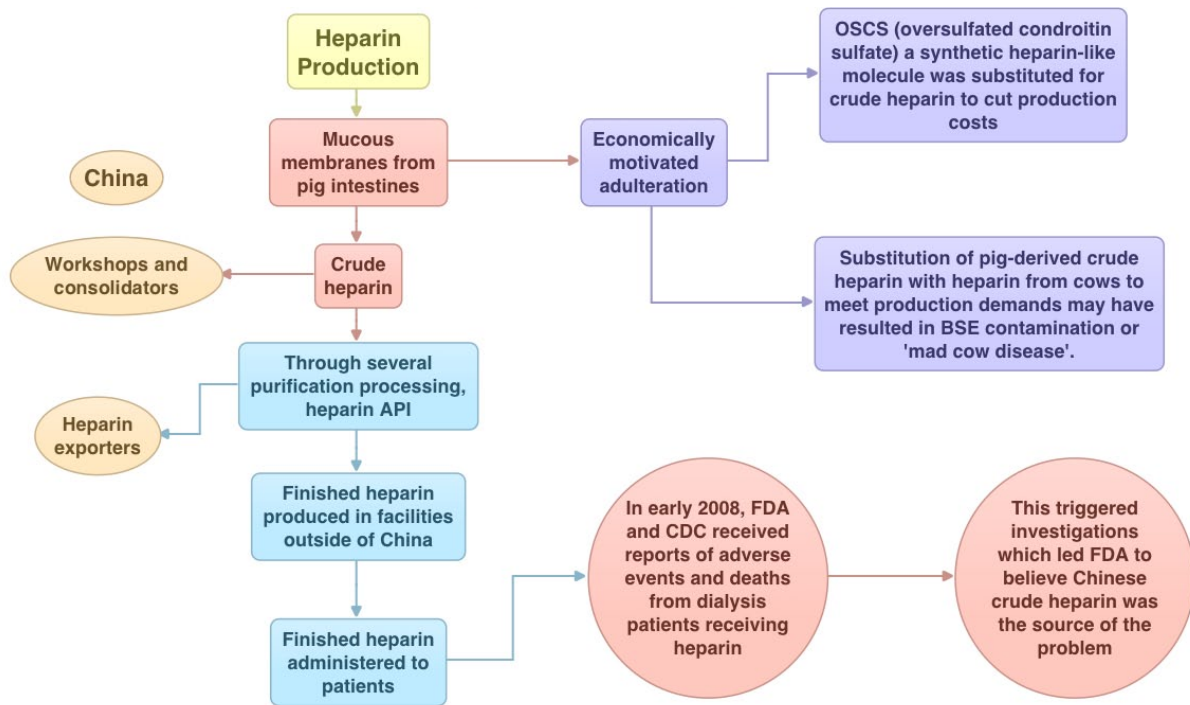 Heparin
Production
Mucous
membranes from
pig intestines
China
Workshops and
consolidators
Crude
heparin
Through several
purification processing,
heparin API
Heparin
exporters
Finished heparin
produced in facilities
outside of China
Finished heparin
administered to
patients
Economically
motivated
adulteration
OSCS (oversulfated condroitin
sulfate) a synthetic heparin-like
molecule was substituted for
crude heparin to cut production
costs
Substitution of pig-derived crude
heparin with heparin from cows to
meet production demands may have
resulted in BSE contamination or
'mad cow disease'.
In early 2008, FDA
and CDC received
reports of adverse
events and deaths
from dialysis
patients receiving
heparin
This triggered
investigations
which led FDA to
believe Chinese
crude heparin was
the source of the
problem